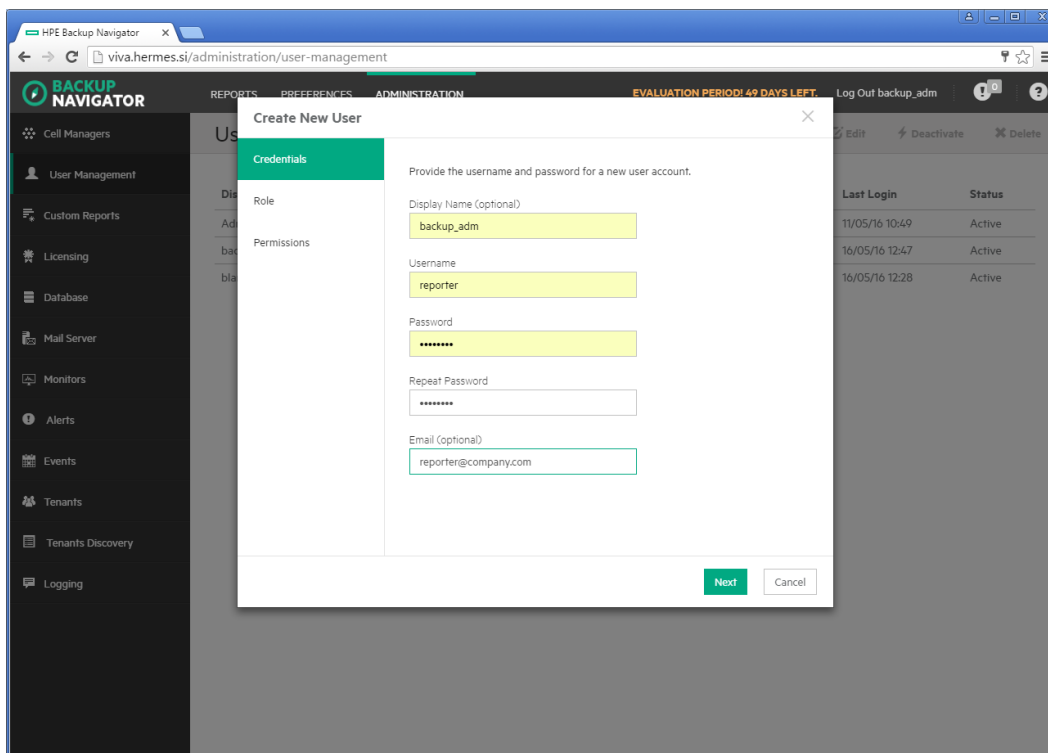 HPE Backup Navigator
viva.hermes.si/administration/user-management
BACKUP
NAVIGATOR
REPORTS PREFERENCES ADMINISTRATION EVALUATION PERIOD! 49 DAYS LEFT. Log Out backup_adm 0
Cell Managers
User Management
Custom Reports
Licensing
Database
Mail Server
Monitors
Alerts
Events
Tenants
Tenants Discovery
Logging
Edit Deactivate Delete
Last Login Status
11/05/16 10:49 Active
16/05/16 12:47 Active
16/05/16 12:28 Active
Create New User
Credentials
Role
Permissions
Provide the username and password for a new user account.
Display Name (optional)
backup_adm
Username
reporter
Password
••••••••
Repeat Password
••••••••
Email (optional)
reporter@company.com
Next Cancel